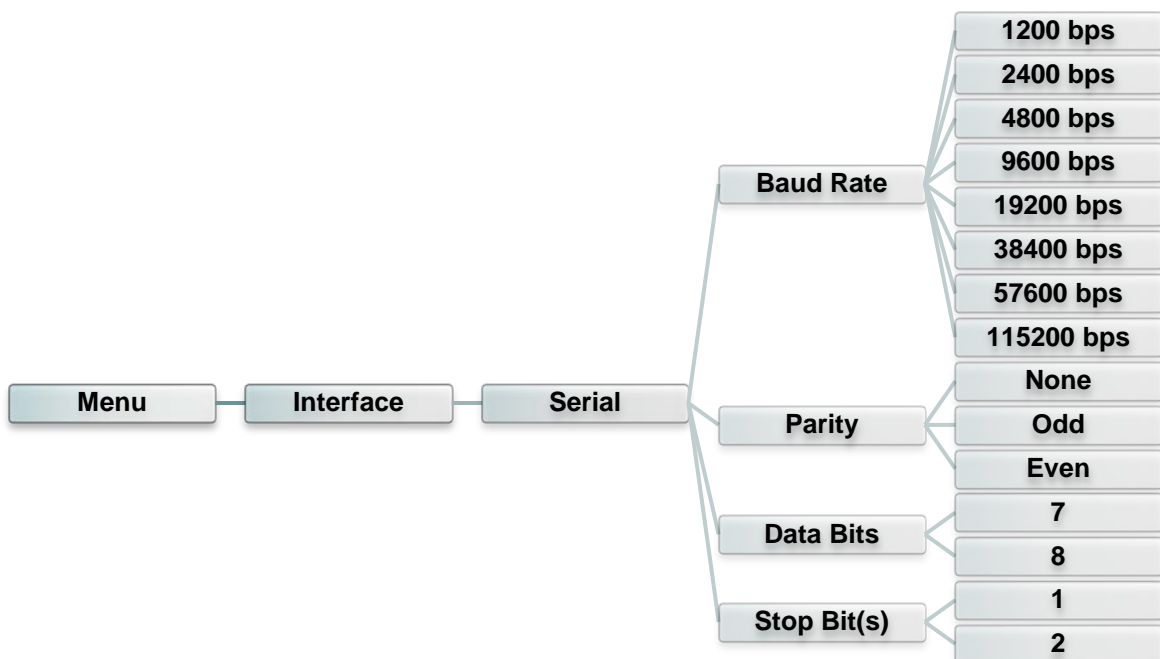 Menu
Interface
Serial
Baud Rate
1200 bps
2400 bps
4800 bps
9600 bps
19200 bps
38400 bps
57600 bps
115200 bps
Parity
None
Odd
Even
Data Bits
7
8
Stop Bit(s)
1
2